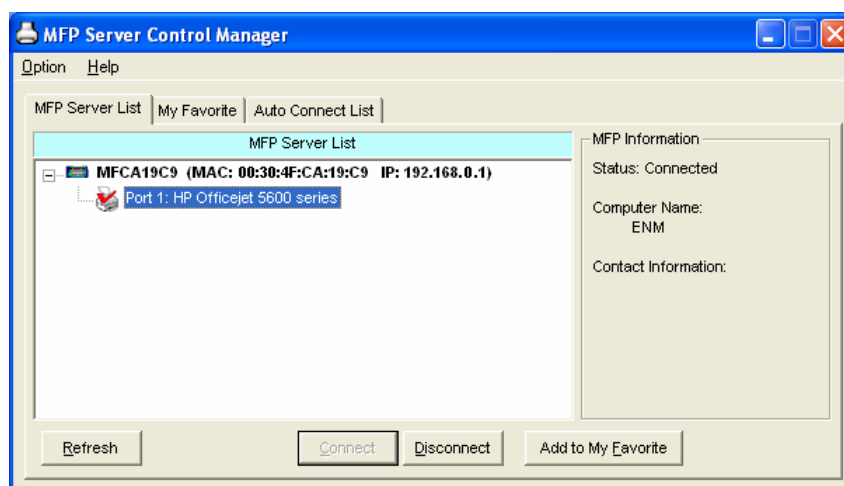 MFP Server Control Manager
Option Help
MFP Server List My Favorite Auto Connect List
MFP Server List
MFCA19C9 (MAC: 00:30:4F:CA:19:C9 IP: 192.168.0.1)
Port 1: HP Officejet 5600 series
MFP Information
Status: Connected
Computer Name:
ENM
Contact Information:
Refresh Connect Disconnect Add to My Favorite